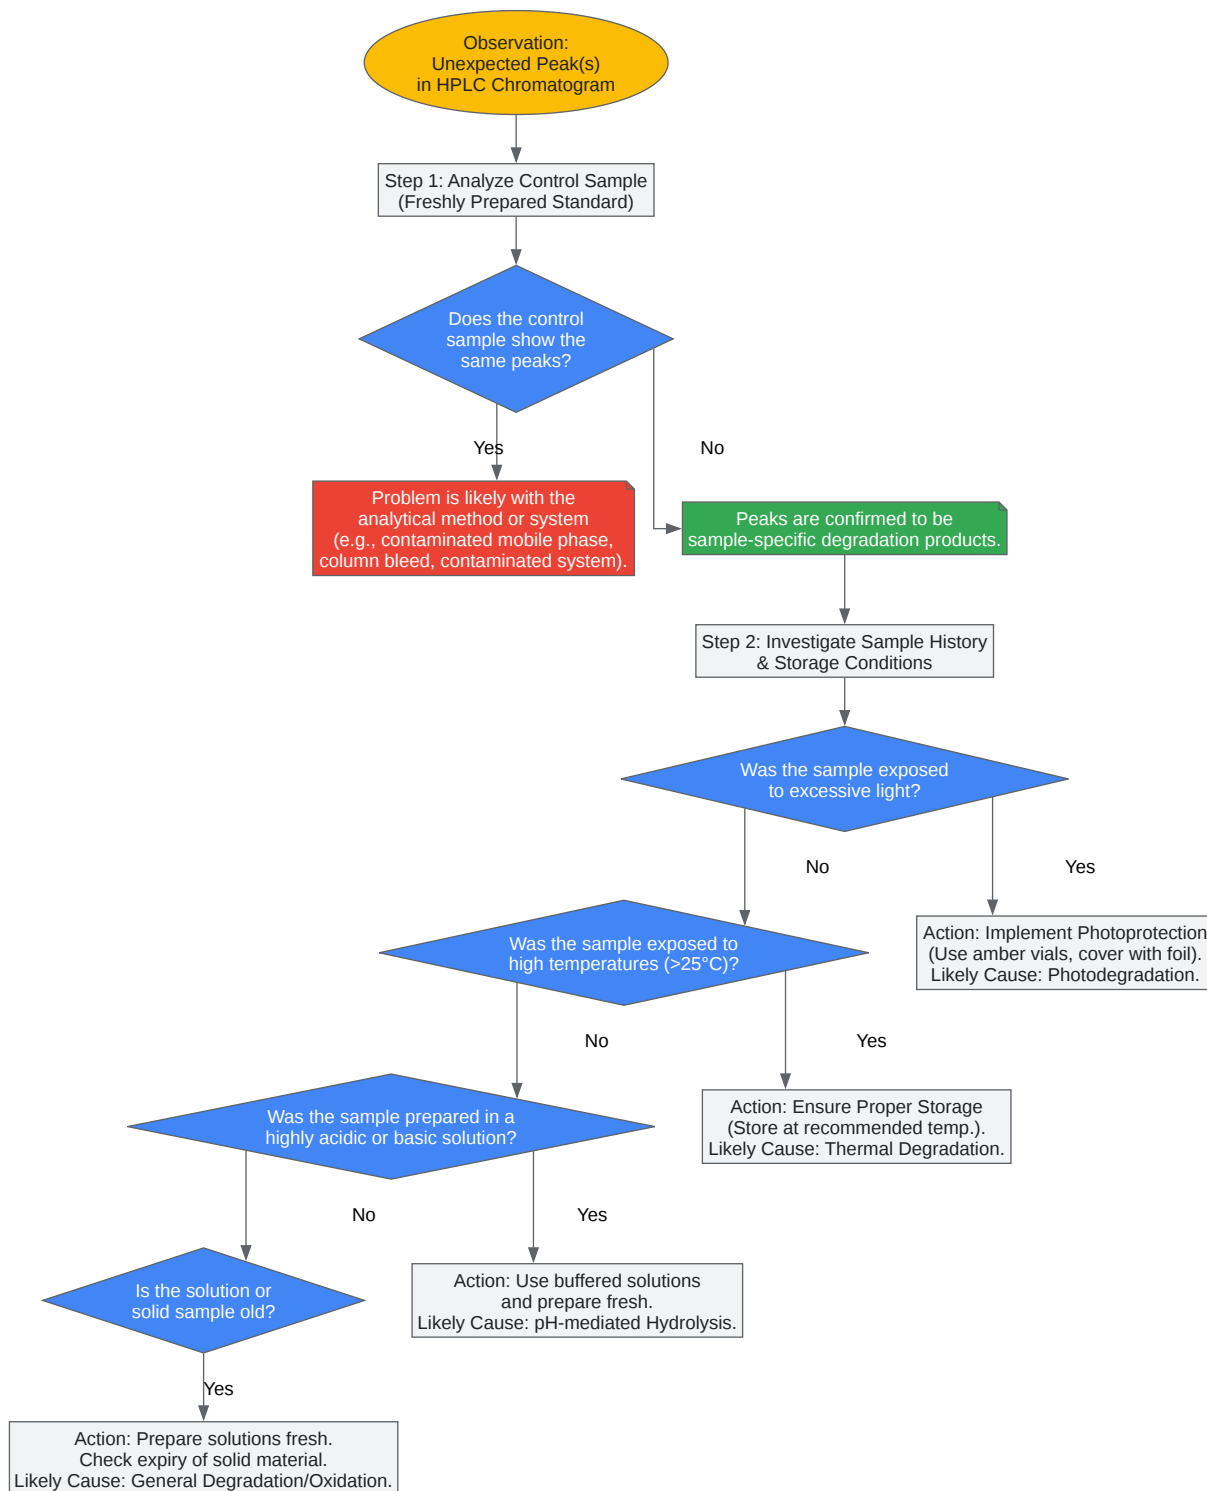 Observation:
Unexpected Peak(s)
in HPLC Chromatogram
Step 1: Analyze Control Sample
(Freshly Prepared Standard)
Does the control
sample show the
same peaks?
Yes
No
Problem is likely with the
analytical method or system
(e.g., contaminated mobile phase,
column bleed, contaminated system).
Peaks are confirmed to be
sample-specific degradation products.
Step 2: Investigate Sample History
& Storage Conditions
Was the sample exposed
to excessive light?
No
Yes
Action: Implement Photoprotection
(Use amber vials, cover with foil).
Likely Cause: Photodegradation.
Was the sample exposed to
high temperatures (>25°C)?
No
Yes
Action: Ensure Proper Storage
(Store at recommended temp.).
Likely Cause: Thermal Degradation.
Was the sample prepared in a
highly acidic or basic solution?
No
Yes
Action: Use buffered solutions
and prepare fresh.
Likely Cause: pH-mediated Hydrolysis.
Is the solution or
solid sample old?
Yes
Action: Prepare solutions fresh.
Check expiry of solid material.
Likely Cause: General Degradation/Oxidation.